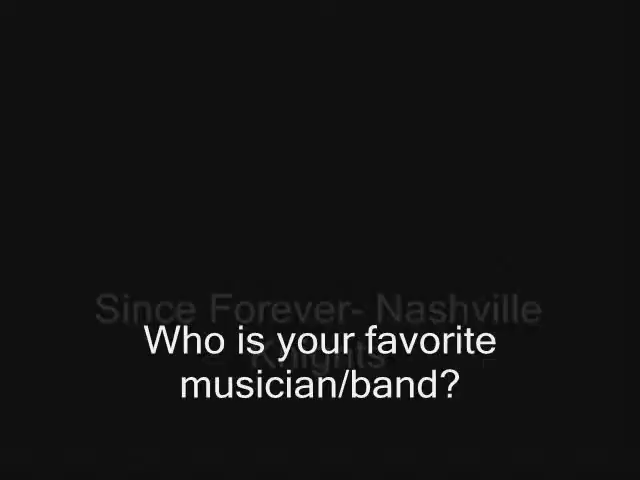 Since Forever- Nashville
Knights
Who is your favorite
musician/band?